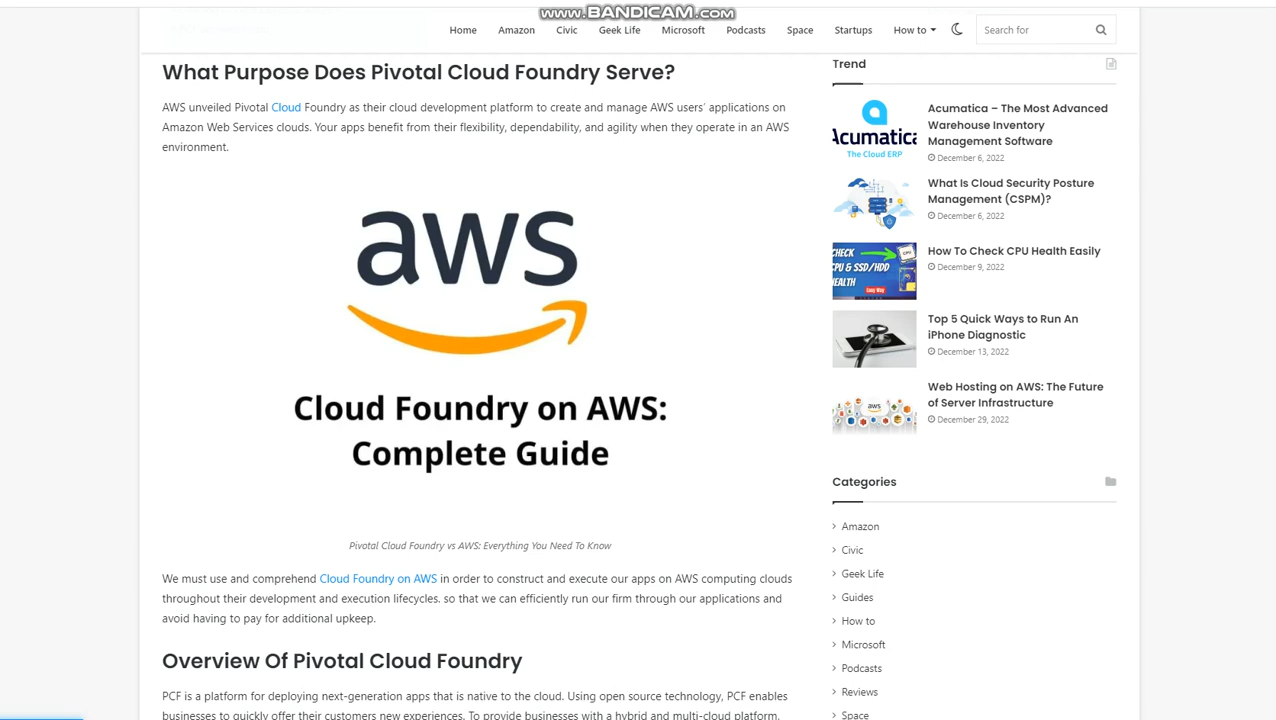 www.BANDICAM.com
Home Amazon Civic Geek Life Microsoft Podcasts Space Startups How to Search for
What Purpose Does Pivotal Cloud Foundry Serve?
AWS unveiled Pivotal Cloud Foundry as their cloud development platform to create and manage AWS users’ applications on
Amazon Web Services clouds. Your apps benefit from their flexibility, dependability, and agility when they operate in an AWS
environment.
aws
Cloud Foundry on AWS:
Complete Guide
Pivotal Cloud Foundry vs AWS: Everything You Need To Know
We must use and comprehend Cloud Foundry on AWS in order to construct and execute our apps on AWS computing clouds
throughout their development and execution lifecycles. so that we can efficiently run our firm through our applications and
avoid having to pay for additional upkeep.
Overview Of Pivotal Cloud Foundry
PCF is a platform for deploying next-generation apps that is native to the cloud. Using open source technology, PCF enables
businesses to quickly offer their customers new experiences. To provide businesses with a hybrid and multi-cloud platform,
Trend
Acumatica
The Cloud ERP
Acumatica – The Most Advanced
Warehouse Inventory
Management Software
December 6, 2022
What Is Cloud Security Posture
Management (CSPM)?
December 6, 2022
CHECK
CPU & SSD/HDD
HEALTH
CPU
Easy Way
How To Check CPU Health Easily
December 9, 2022
Top 5 Quick Ways to Run An
iPhone Diagnostic
December 13, 2022
aws
Web Hosting on AWS: The Future
of Server Infrastructure
December 29, 2022
Categories
Amazon
Civic
Geek Life
Guides
How to
Microsoft
Podcasts
Reviews
Space